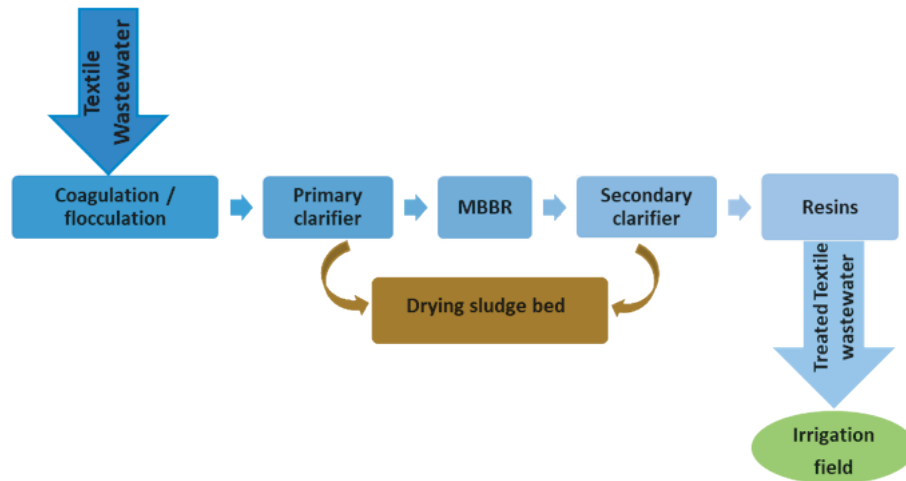 Textile
Wastewater
Coagulation /
flocculation
Primary
clarifier
MBBR
Secondary
clarifier
Resins
Drying sludge bed
Treated Textile
wastewater
Irrigation
field